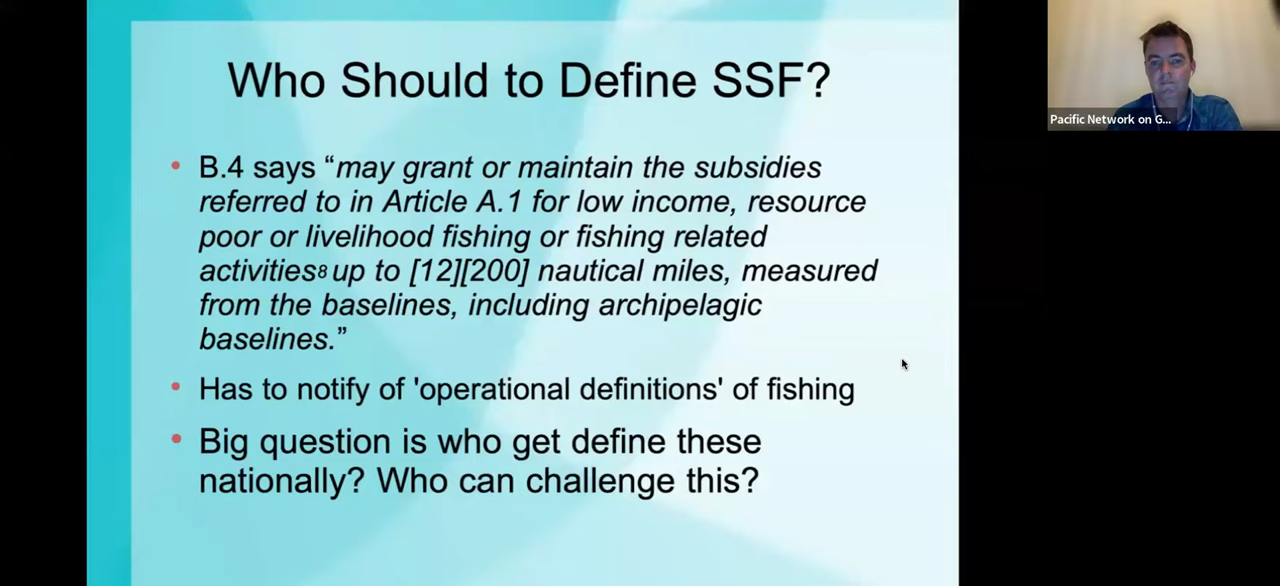 Who Should to Define SSF?
• B.4 says “may grant or maintain the subsidies
referred to in Article A.1 for low income, resource
poor or livelihood fishing or fishing related
activities8 up to [12][200] nautical miles, measured
from the baselines, including archipelagic
baselines.”
• Has to notify of 'operational definitions' of fishing
• Big question is who get define these
nationally? Who can challenge this?
Pacific Network on G...